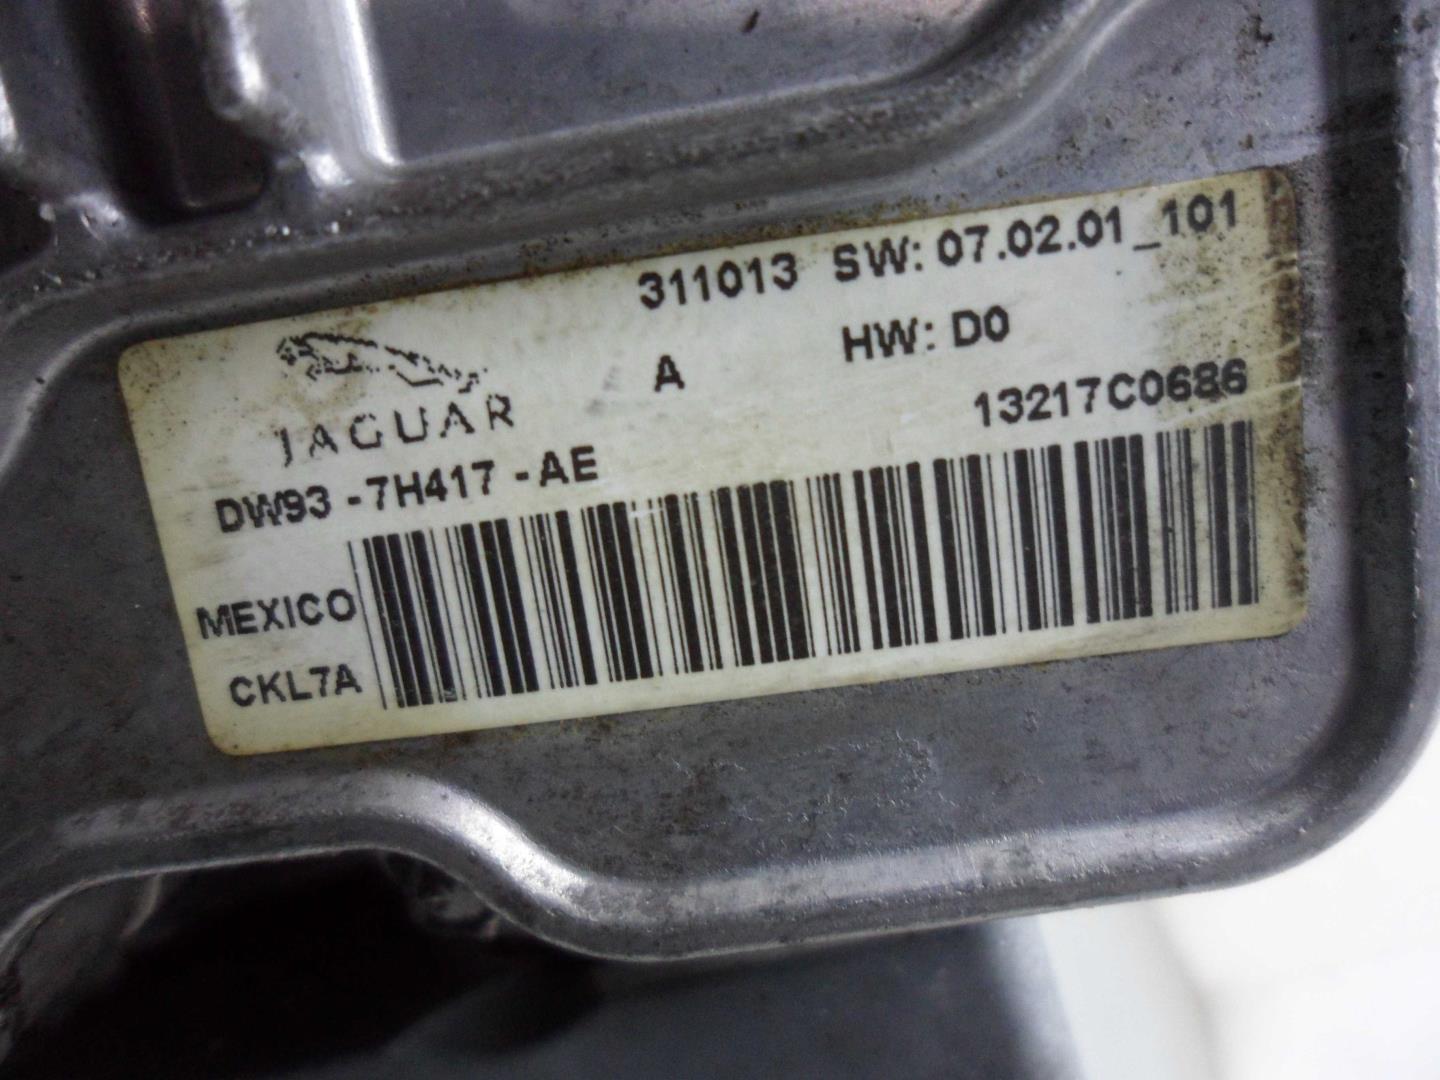 311013 SW: 07.02.01_101
A HW: D0
JAGUAR
13217C0686
DW93 -7H417 -AE
MEXICO
CKL7A